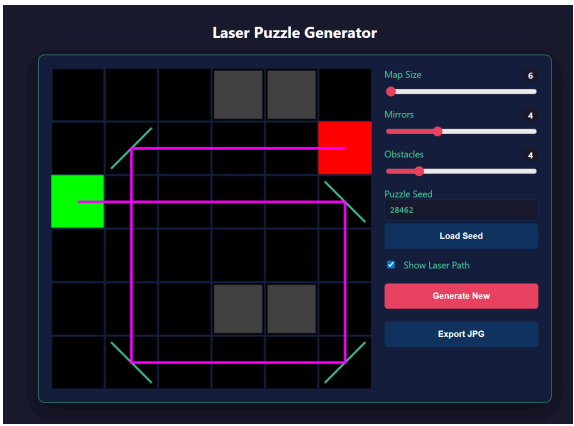 Laser Puzzle Generator
Map Size 6
Mirrors 4
Obstacles 4
Puzzle Seed
28462
Load Seed
Show Laser Path
Generate New
Export JPG